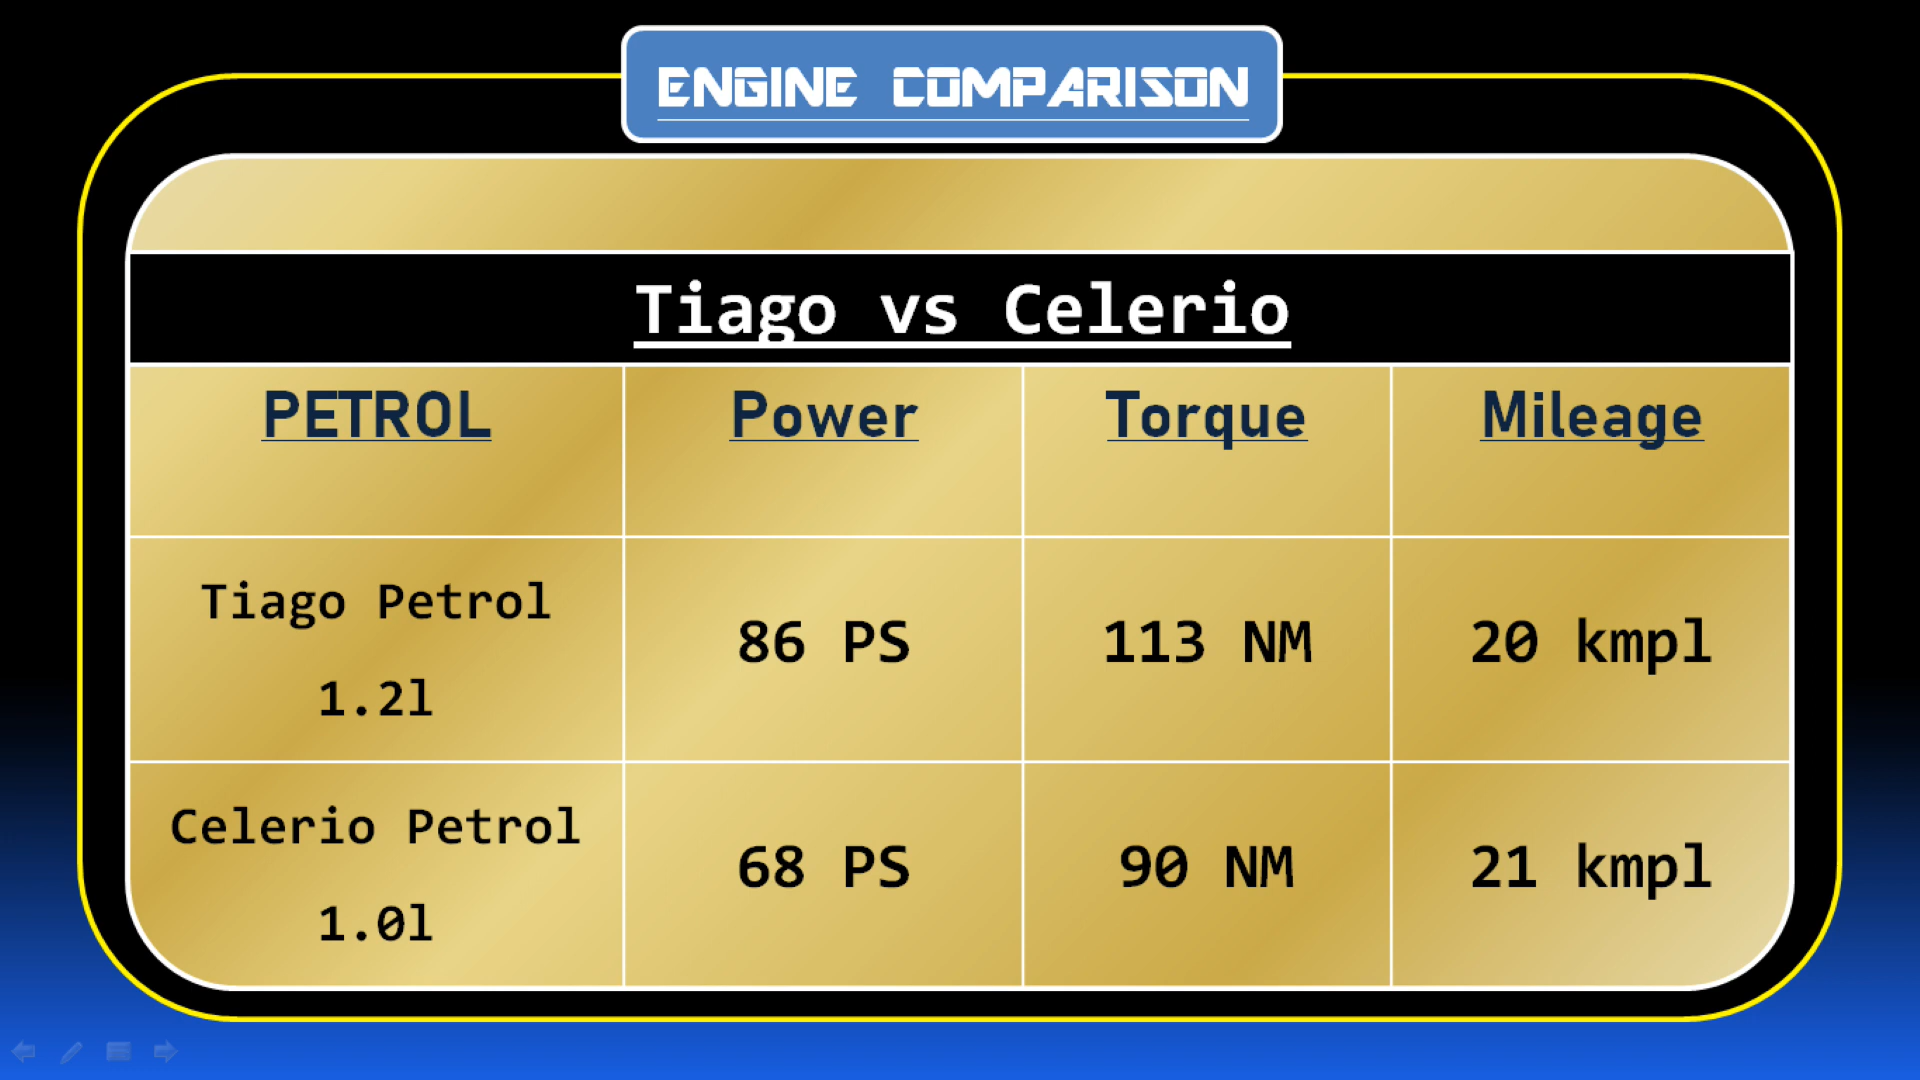 ENGINE COMPARISON
Tiago vs Celerio
PETROL Power Torque Mileage
Tiago Petrol
1.2l
86 PS 113 NM 20 kmpl
Celerio Petrol
1.0l
68 PS 90 NM 21 kmpl